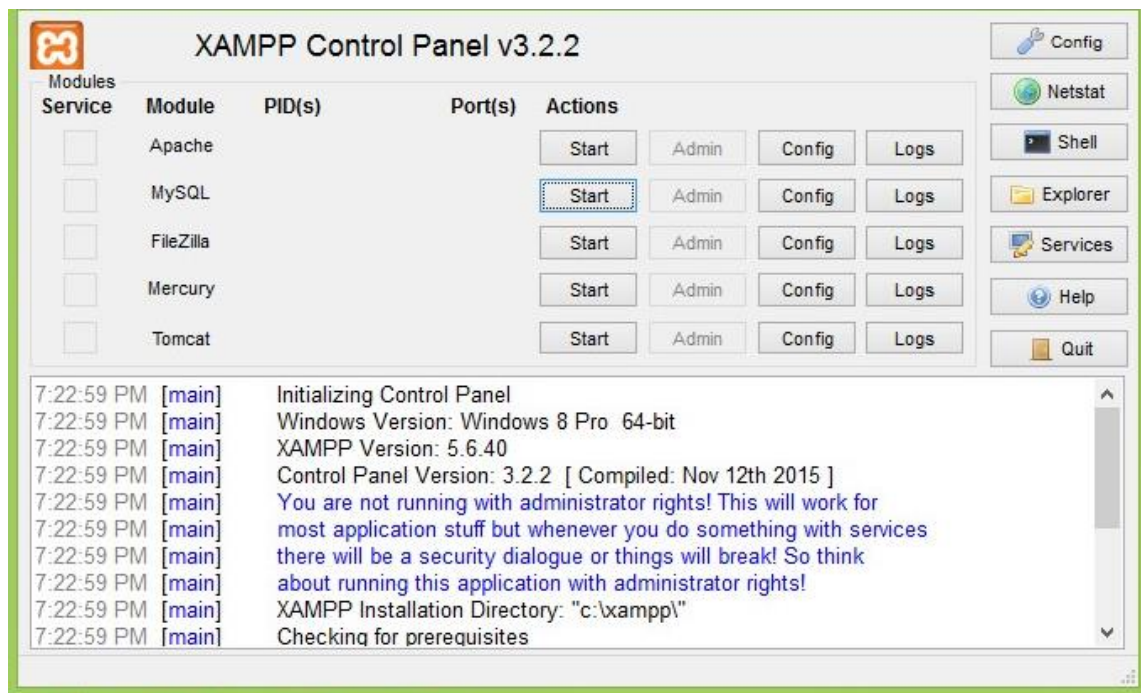 XAMPP Control Panel v3.2.2
Config
Modules
Netstat
Service Module PID(s) Port(s) Actions
Apache Start Admin Config Logs
Shell
MySQL Start Admin Config Logs
Explorer
FileZilla Start Admin Config Logs
Services
Mercury Start Admin Config Logs
Help
Tomcat Start Admin Config Logs
Quit
7:22:59 PM [main] Initializing Control Panel
7:22:59 PM [main] Windows Version: Windows 8 Pro 64-bit
7:22:59 PM [main] XAMPP Version: 5.6.40
7:22:59 PM [main] Control Panel Version: 3.2.2 [ Compiled: Nov 12th 2015 ]
7:22:59 PM [main] You are not running with administrator rights! This will work for
7:22:59 PM [main] most application stuff but whenever you do something with services
7:22:59 PM [main] there will be a security dialogue or things will break! So think
7:22:59 PM [main] about running this application with administrator rights!
7:22:59 PM [main] XAMPP Installation Directory: "c:\xampp\"
7:22:59 PM [main] Checking for prerequisites